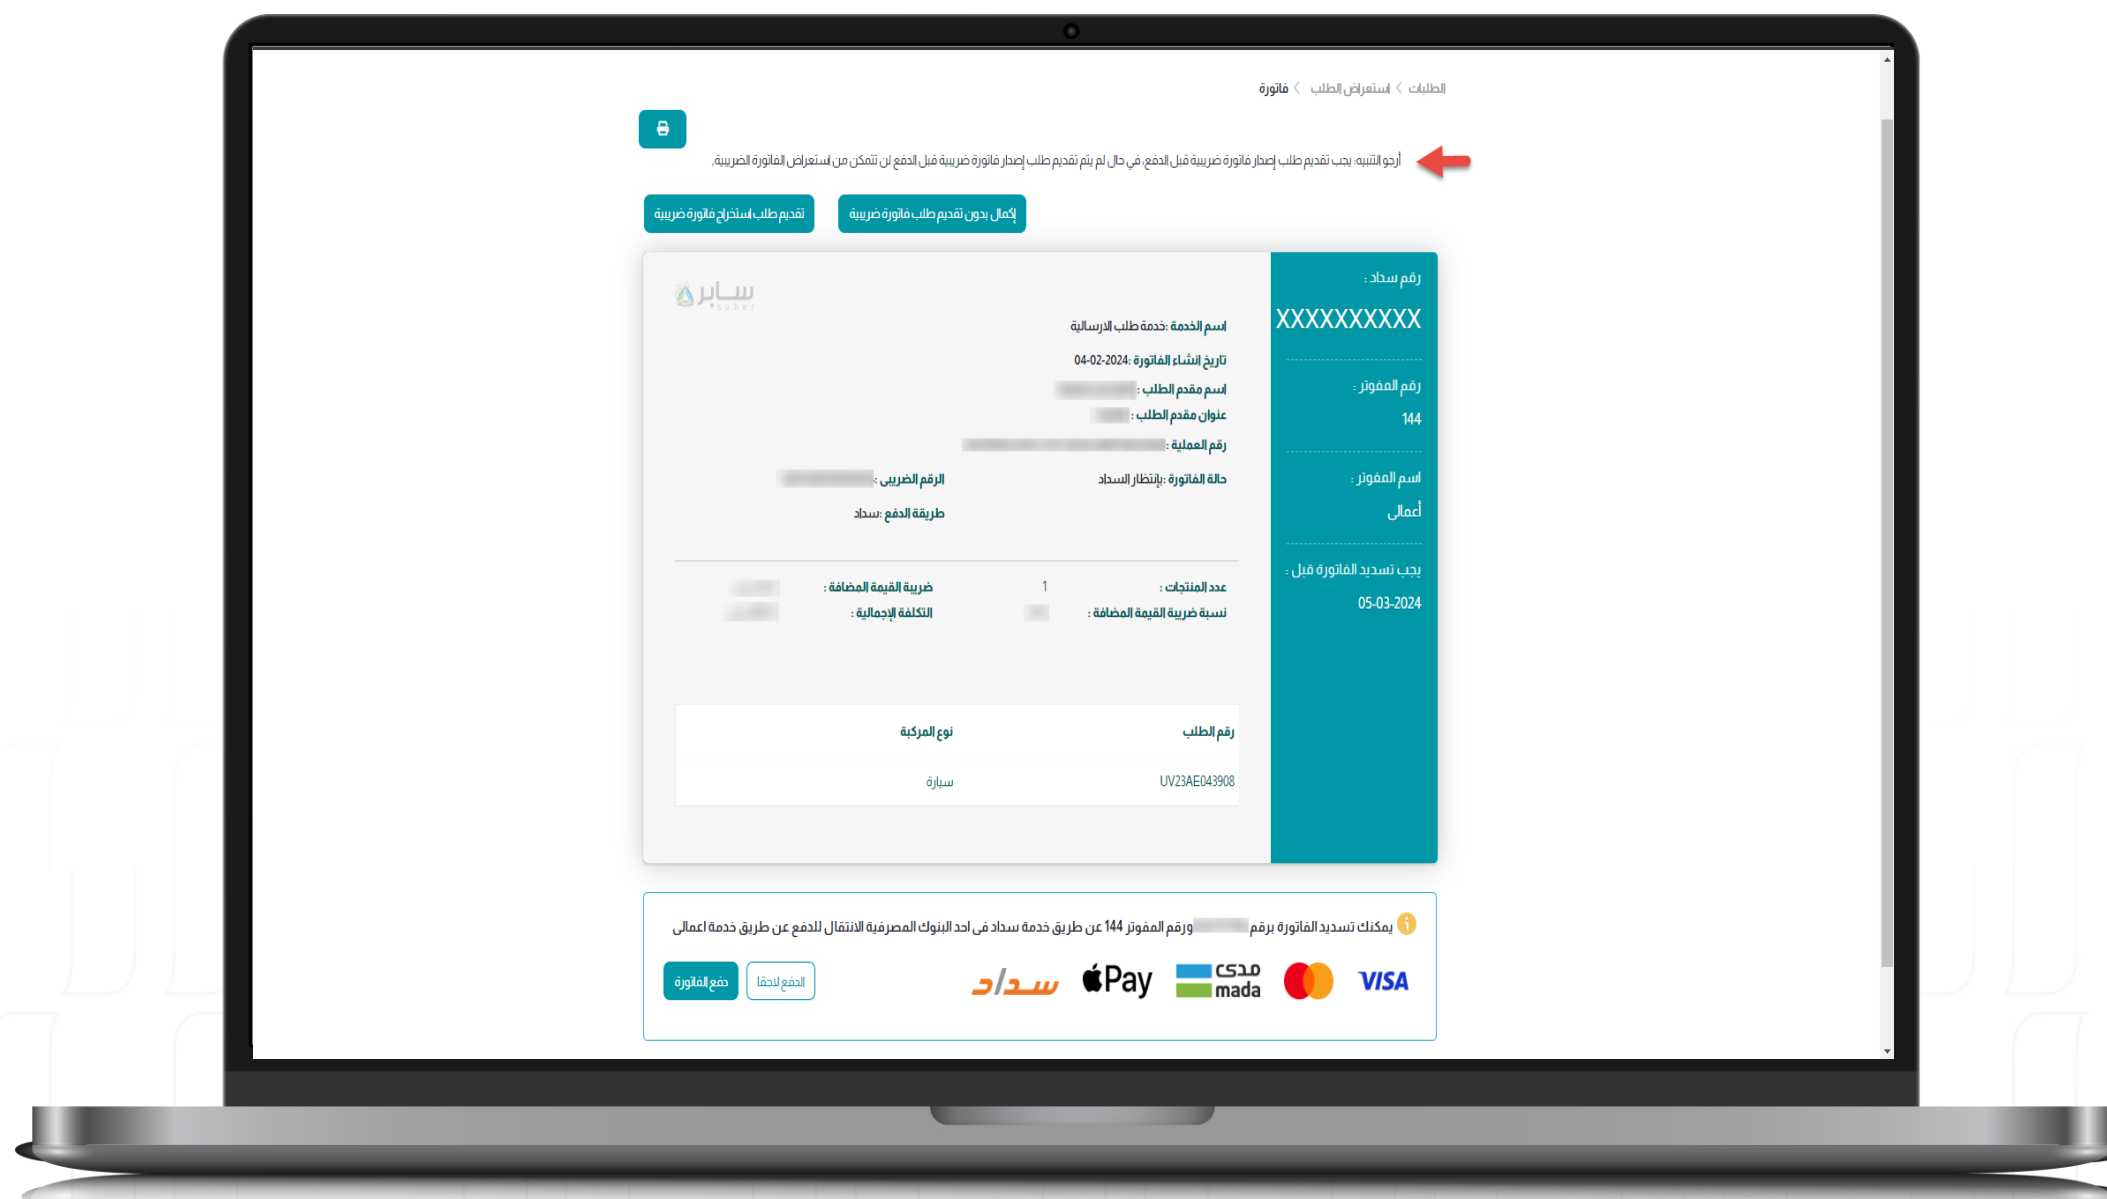 الطلبات > استعراض الطلب > فاتورة
أرجو التنبيه: يجب تقديم طلب إصدار فاتورة ضريبية قبل الدفع، في حال لم يتم تقديم طلب إصدار فاتورة ضريبية قبل الدفع لن تتمكن من استعراض الفاتورة الضريبية.
إكمال بدون تقديم طلب فاتورة ضريبية
تقديم طلب استخراج فاتورة ضريبية
رقم سداد :
XXXXXXXXXX
رقم المفوتر :
144
اسم المفوتر :
أعمالى
يجب تسديد الفاتورة قبل :
05-03-2024
سابر
saber
اسم الخدمة :خدمة طلب الارسالية
تاريخ انشاء الفاتورة :2024-02-04
اسم مقدم الطلب :
عنوان مقدم الطلب :
رقم العملية :
حالة الفاتورة :بإنتظار السداد
الرقم الضريبى :
طريقة الدفع :سداد
عدد المنتجات : 1
ضريبة القيمة المضافة :
نسبة ضريبة القيمة المضافة :
التكلفة الإجمالية :
رقم الطلب نوع المركبة
UV23AE043908 سيارة
يمكنك تسديد الفاتورة برقم ورقم المفوتر 144 عن طريق خدمة سداد فى احد البنوك المصرفية الانتقال للدفع عن طريق خدمة اعمالى
VISA
مدى
mada
Pay
سداد
الدفع لاحقا
دفع الفاتورة